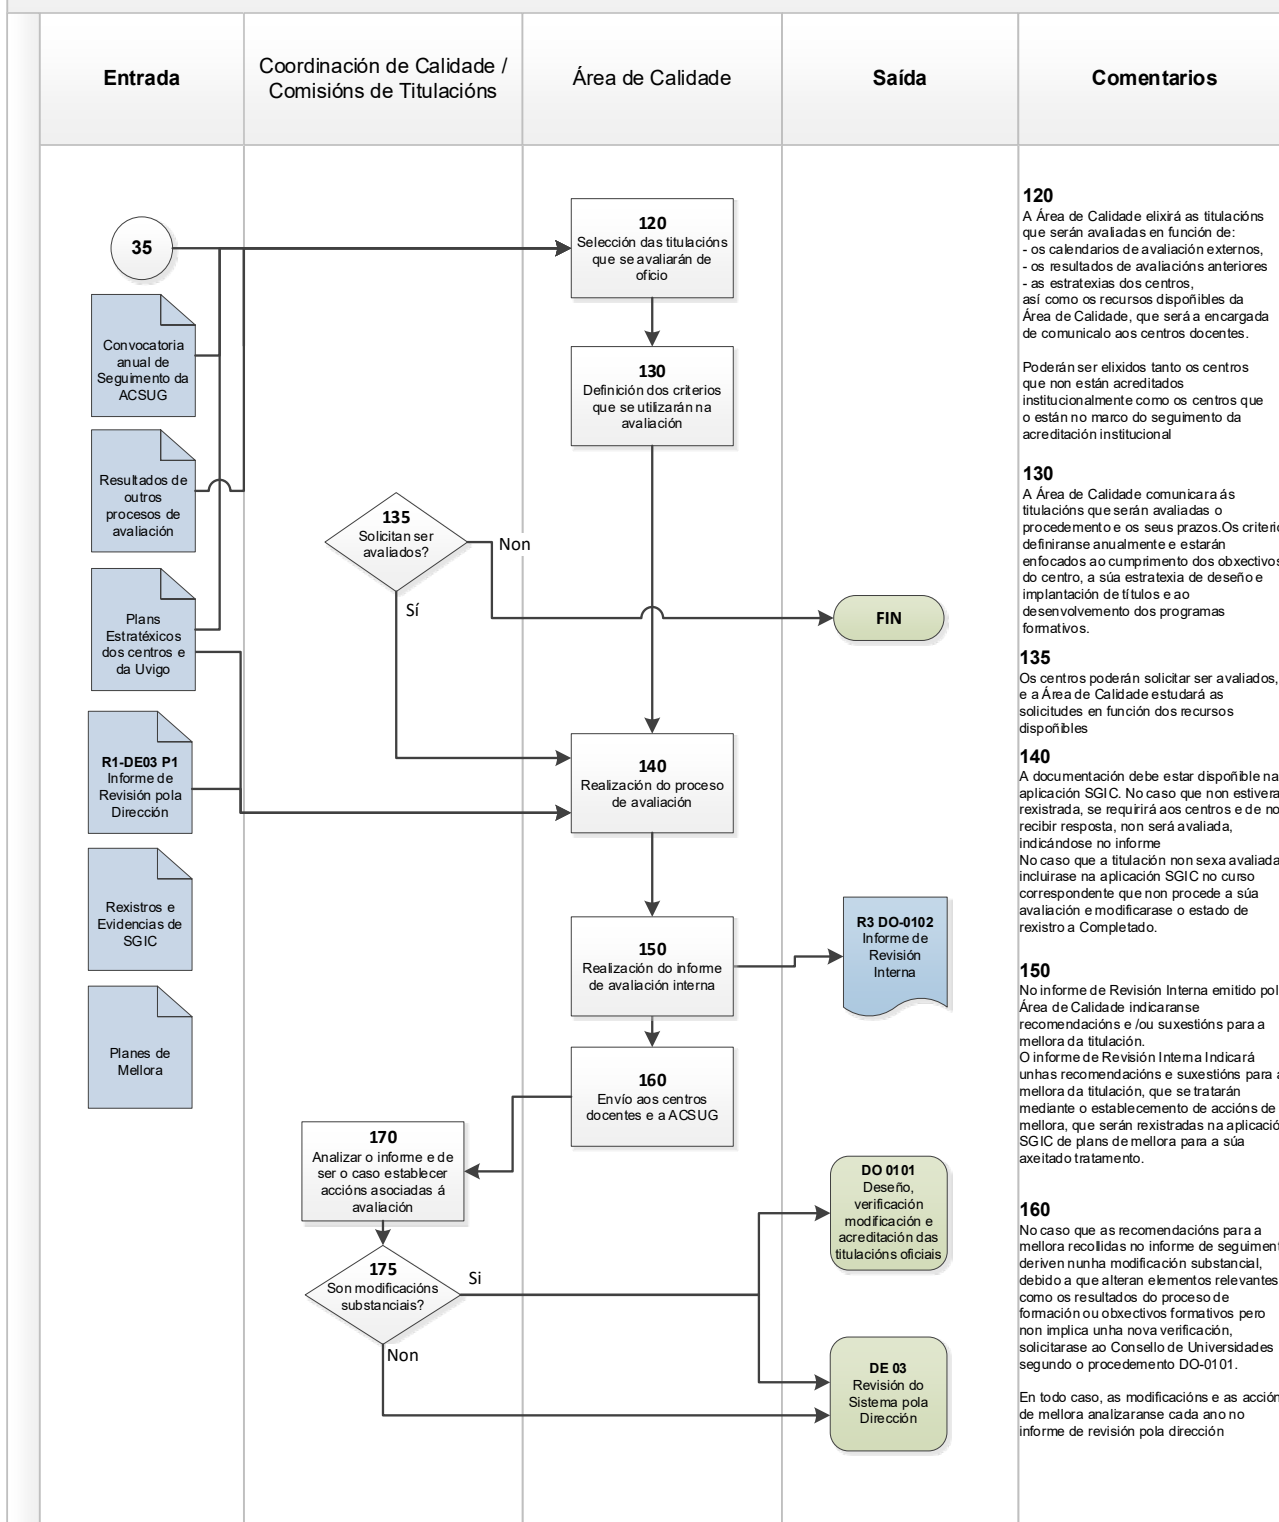 Entrada
Coordinación de Calidade /
Comisións de Titulacións
Área de Calidade
Saída
Comentarios
35
Convocatoria
anual de
Seguimento da
ACSUG
Resultados de
outros
procesos de
avaliación
Plans
Estratéxicos
dos centros e
da Uvigo
R1-DE03 P1
Informe de
Revisión pola
Dirección
Rexistros e
Evidencias de
SGIC
Planes de
Mellora
120
Selección das titulacións
que se avaliarán de
oficio
130
Definición dos criterios
que se utilizarán na
avaliación
135
Solicitan ser
avaliados?
Non
Sí
FIN
140
Realización do proceso
de avaliación
150
Realización do informe
de avaliación interna
R3 DO-0102
Informe de
Revisión
Interna
160
Envío aos centros
docentes e a ACSUG
170
Analizar o informe e de
ser o caso establecer
accións asociadas á
avaliación
175
Son modificacións
substanciais?
Si
Non
DO 0101
Deseño,
verificación
modificación e
acreditación das
titulacións oficiais
DE 03
Revisión do
Sistema pola
Dirección
120
A Área de Calidade elixirá as titulacións
que serán avaliadas en función de:
- os calendarios de avaliación externos,
- os resultados de avaliacións anteriores
- as estratexias dos centros,
así como os recursos dispoñibles da
Área de Calidade, que será a encargada
de comunicalo aos centros docentes.
Poderán ser elixidos tanto os centros
que non están acreditados
institucionalmente como os centros que
o están no marco do seguimento da
acreditación institucional
130
A Área de Calidade comunicara ás
titulacións que serán avaliadas o
procedemento e os seus prazos.Os criterio
definiranse anualmente e estarán
enfocados ao cumprimento dos obxectivos
do centro, a súa estratexia de deseño e
implantación de títulos e ao
desenvolvemento dos programas
formativos.
135
Os centros poderán solicitar ser avaliados,
e a Área de Calidade estudará as
solicitudes en función dos recursos
dispoñibles
140
A documentación debe estar dispoñible na
aplicación SGIC. No caso que non estivera
rexistrada, se requirirá aos centros e de no
recibir resposta, non será avaliada,
indicándose no informe
No caso que a titulación non sexa avaliada
incluirase na aplicación SGIC no curso
correspondente que non procede a súa
avaliación e modificarase o estado de
rexistro a Completado.
150
No informe de Revisión Interna emitido pol
Área de Calidade indicaranse
recomendacións e /ou suxestións para a
mellora da titulación.
O informe de Revisión Interna Indicará
unhas recomendacións e suxestións para a
mellora da titulación, que se tratarán
mediante o establecemento de accións de
mellora, que serán rexistradas na aplicació
SGIC de plans de mellora para a súa
axeitado tratamento.
160
No caso que as recomendacións para a
mellora recollidas no informe de seguiment
deriven nunha modificación substancial,
debido a que alteran elementos relevantes
como os resultados do proceso de
formación ou obxectivos formativos pero
non implica unha nova verificación,
solicitarase ao Consello de Universidades
segundo o procedemento DO-0101.
En todo caso, as modificacións e as acción
de mellora analizaranse cada ano no
informe de revisión pola dirección